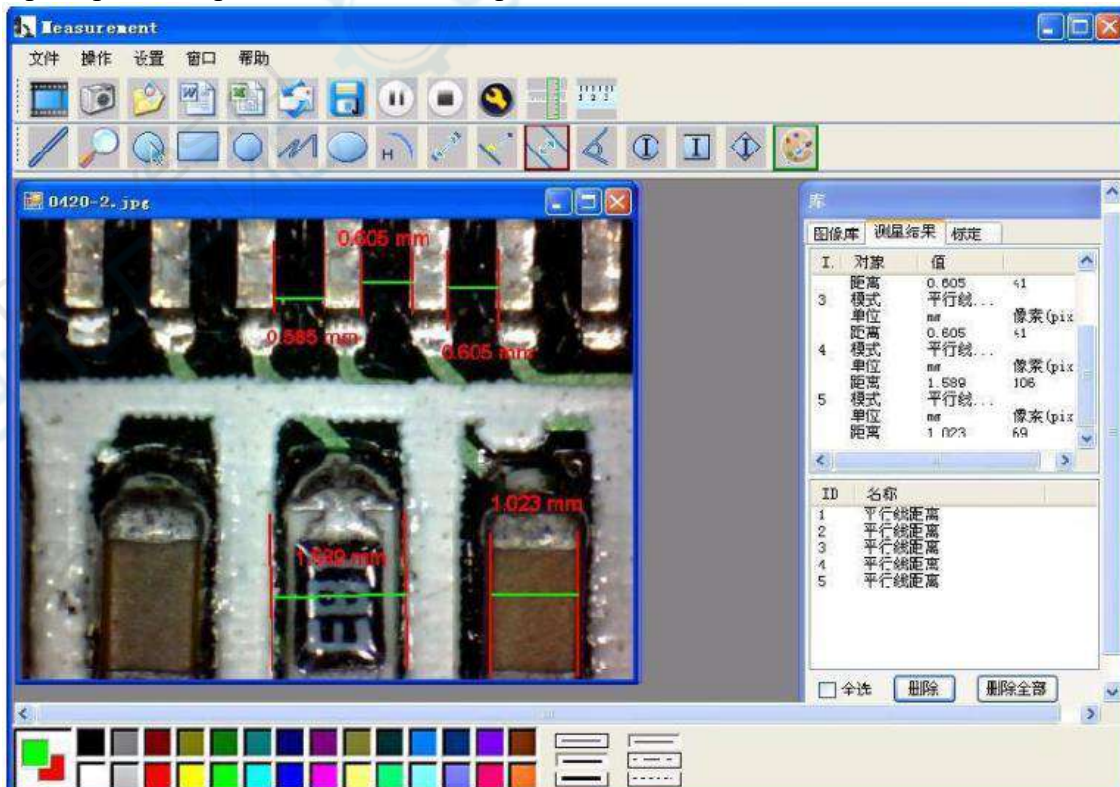 Measurement
文件 操作 设置 窗口 帮助
0420-2.jpg
0.605 mm
0.585 mm
0.605 mm
1.023 mm
1.589 mm
库
图像库 测量结果 标定
I. 对象 值
距离 0.605 41
3 模式 平行线...
单位 mm 像素(pix
距离 0.605 41
4 模式 平行线...
单位 mm 像素(pix
距离 1.589 106
5 模式 平行线...
单位 mm 像素(pix
距离 1.023 69
ID 名称
1 平行线距离
2 平行线距离
3 平行线距离
4 平行线距离
5 平行线距离
全选 删除 删除全部